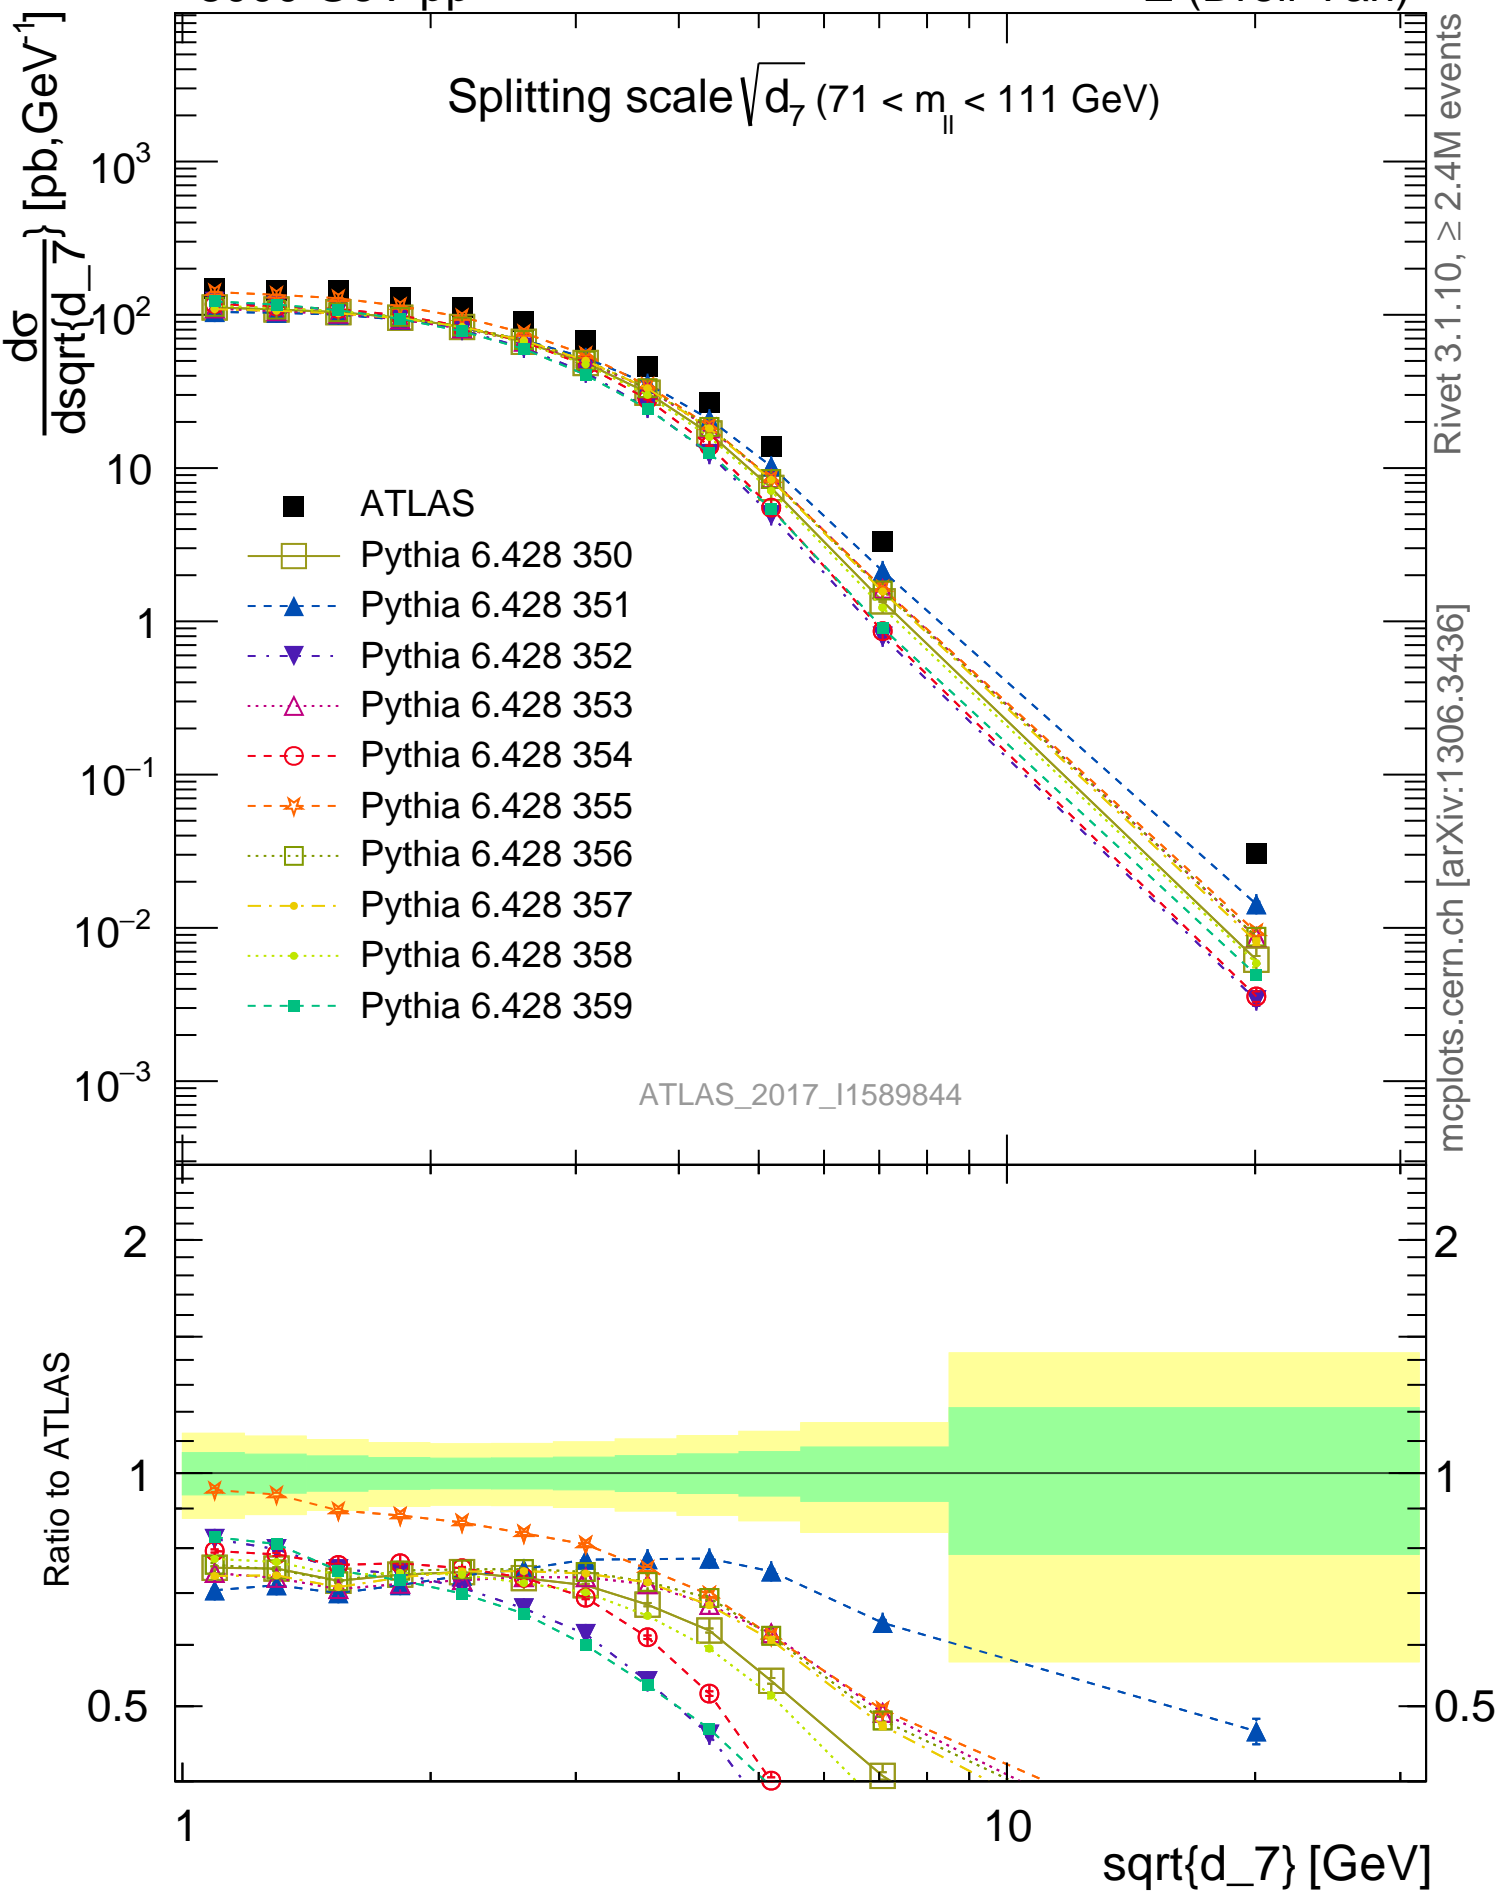 Splitting scale √d_7 (71 < m_ll < 111 GeV)
dσ
dsqrt{d_7} [pb,GeV^-1]
10^3
10^2
10
1
10^−1
10^−2
10^−3
ATLAS
Pythia 6.428 350
Pythia 6.428 351
Pythia 6.428 352
Pythia 6.428 353
Pythia 6.428 354
Pythia 6.428 355
Pythia 6.428 356
Pythia 6.428 357
Pythia 6.428 358
Pythia 6.428 359
ATLAS_2017_I1589844
Rivet 3.1.10, ≥ 2.4M events
mcplots.cern.ch [arXiv:1306.3436]
Ratio to ATLAS
2
1
0.5
2
1
0.5
1
10
sqrt{d_7} [GeV]